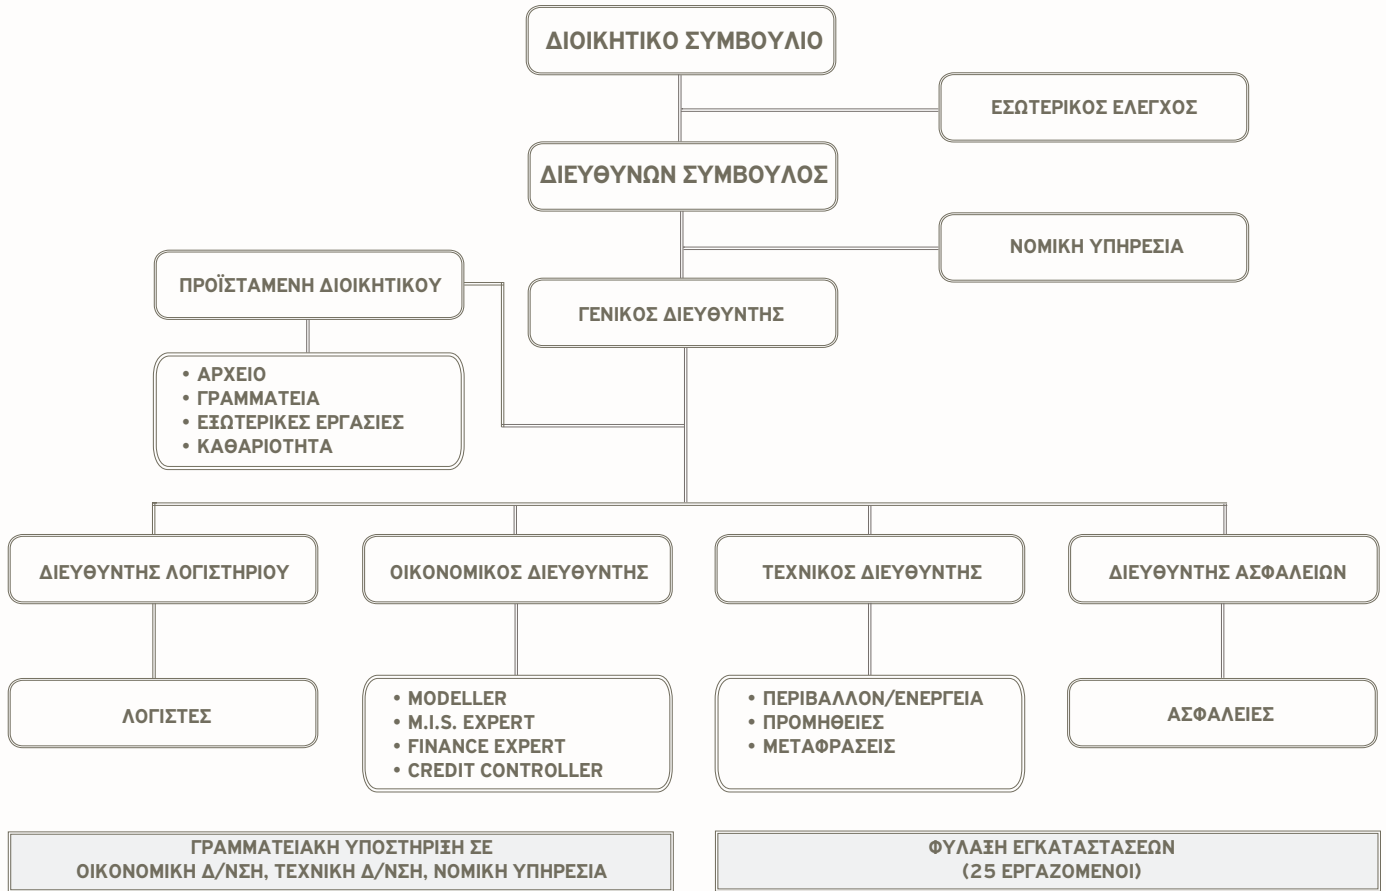 ΔΙΟΙΚΗΤΙΚΟ ΣΥΜΒΟΥΛΙΟ
ΕΣΩΤΕΡΙΚΟΣ ΕΛΕΓΧΟΣ
ΔΙΕΥΘΥΝΩΝ ΣΥΜΒΟΥΛΟΣ
ΝΟΜΙΚΗ ΥΠΗΡΕΣΙΑ
ΠΡΟΪΣΤΑΜΕΝΗ ΔΙΟΙΚΗΤΙΚΟΥ
ΓΕΝΙΚΟΣ ΔΙΕΥΘΥΝΤΗΣ
• ΑΡΧΕΙΟ
• ΓΡΑΜΜΑΤΕΙΑ
• ΕΞΩΤΕΡΙΚΕΣ ΕΡΓΑΣΙΕΣ
• ΚΑΘΑΡΙΟΤΗΤΑ
ΔΙΕΥΘΥΝΤΗΣ ΛΟΓΙΣΤΗΡΙΟΥ
ΟΙΚΟΝΟΜΙΚΟΣ ΔΙΕΥΘΥΝΤΗΣ
ΤΕΧΝΙΚΟΣ ΔΙΕΥΘΥΝΤΗΣ
ΔΙΕΥΘΥΝΤΗΣ ΑΣΦΑΛΕΙΩΝ
ΛΟΓΙΣΤΕΣ
• MODELLER
• M.I.S. EXPERT
• FINANCE EXPERT
• CREDIT CONTROLLER
• ΠΕΡΙΒΑΛΛΟΝ/ΕΝΕΡΓΕΙΑ
• ΠΡΟΜΗΘΕΙΕΣ
• ΜΕΤΑΦΡΑΣΕΙΣ
ΑΣΦΑΛΕΙΕΣ
ΓΡΑΜΜΑΤΕΙΑΚΗ ΥΠΟΣΤΗΡΙΞΗ ΣΕ
ΟΙΚΟΝΟΜΙΚΗ Δ/ΝΣΗ, ΤΕΧΝΙΚΗ Δ/ΝΣΗ, ΝΟΜΙΚΗ ΥΠΗΡΕΣΙΑ
ΦΥΛΑΞΗ ΕΓΚΑΤΑΣΤΑΣΕΩΝ
(25 ΕΡΓΑΖΟΜΕΝΟΙ)